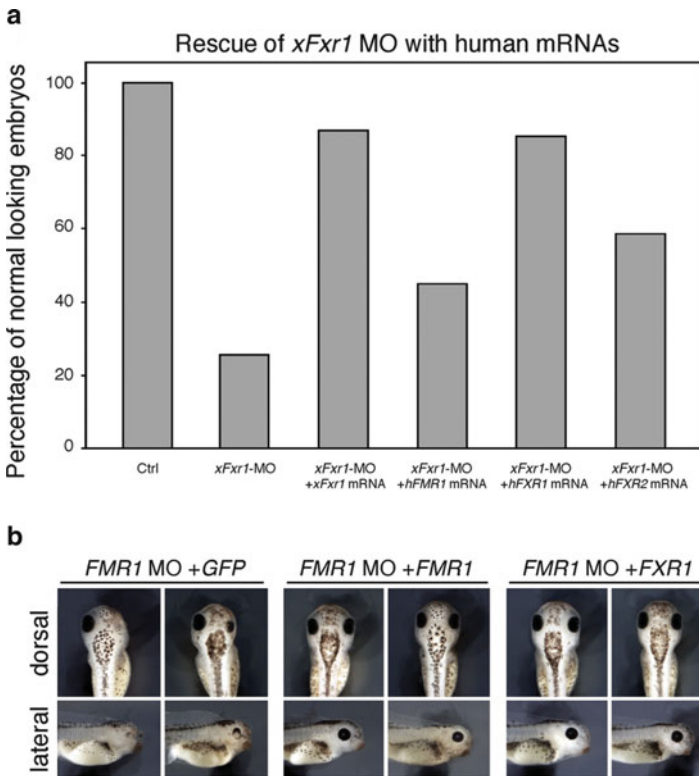 a
Rescue of xFxr1 MO with human mRNAs
Percentage of normal looking embryos
100
80
60
40
20
0
Ctrl
xFxr1-MO
xFxr1-MO
+xFxr1 mRNA
xFxr1-MO
+hFMR1 mRNA
xFxr1-MO
+hFXR1 mRNA
xFxr1-MO
+hFXR2 mRNA
b
FMR1 MO +GFP
FMR1 MO +FMR1
FMR1 MO +FXR1
dorsal
lateral